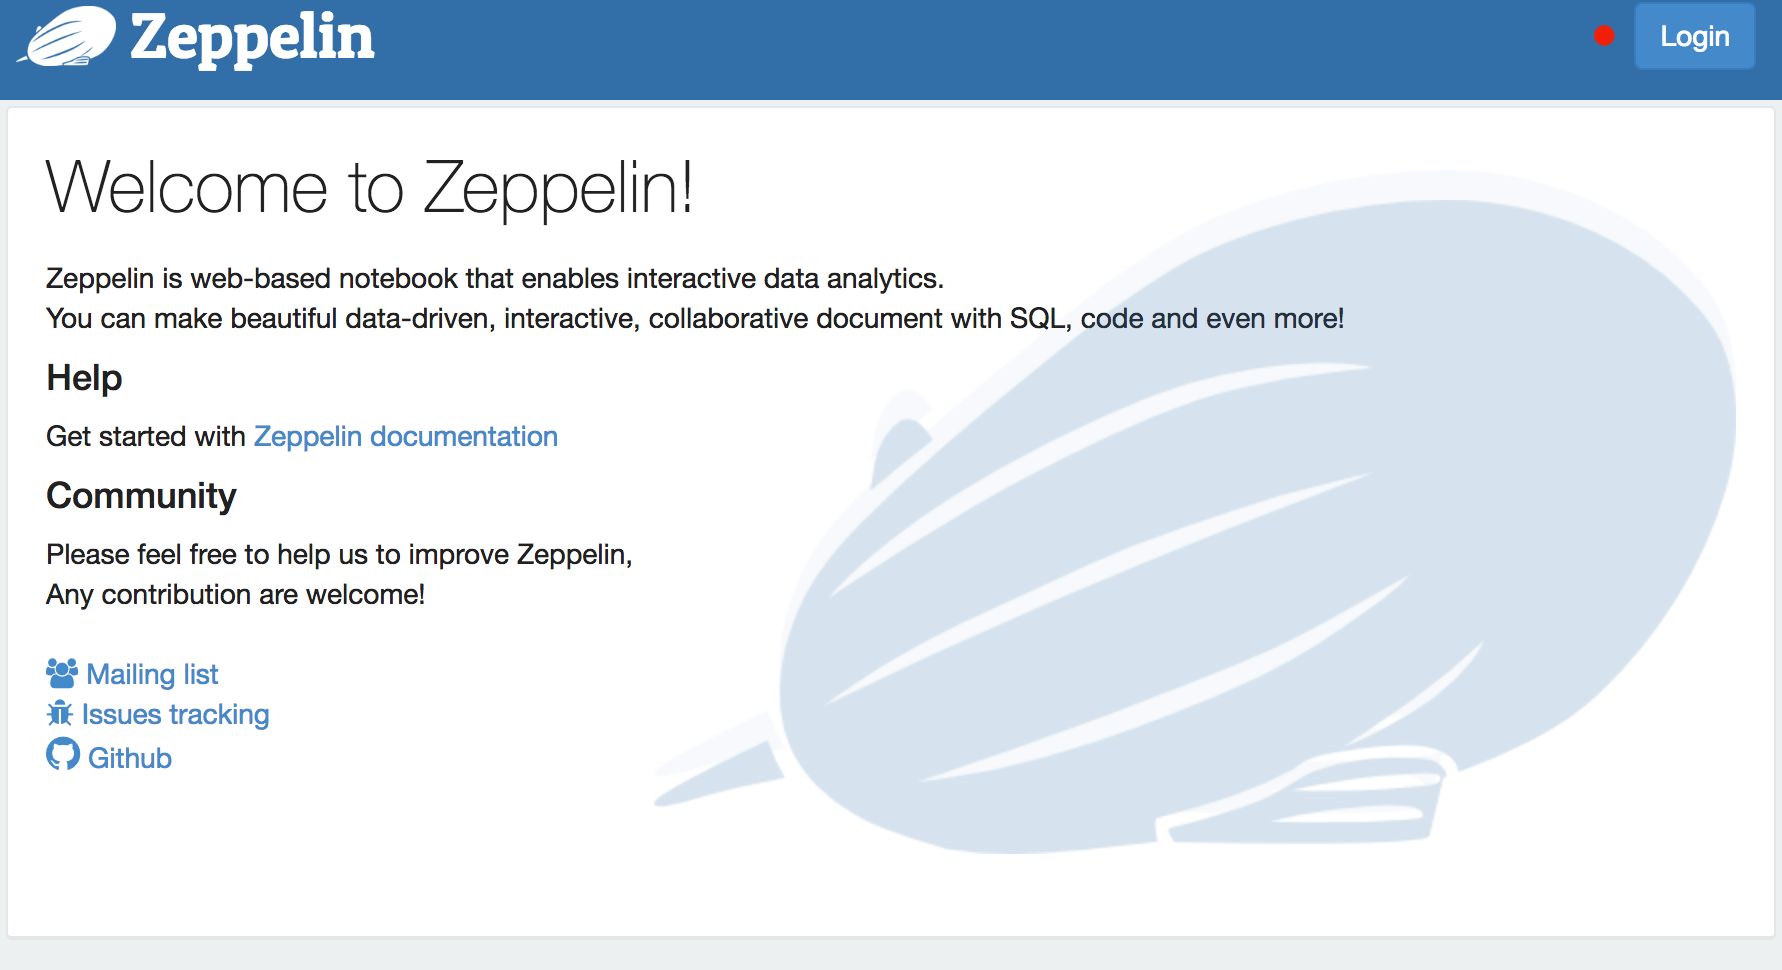 Zeppelin
Login
Welcome to Zeppelin!
Zeppelin is web-based notebook that enables interactive data analytics.
You can make beautiful data-driven, interactive, collaborative document with SQL, code and even more!
Help
Get started with Zeppelin documentation
Community
Please feel free to help us to improve Zeppelin,
Any contribution are welcome!
Mailing list
Issues tracking
Github